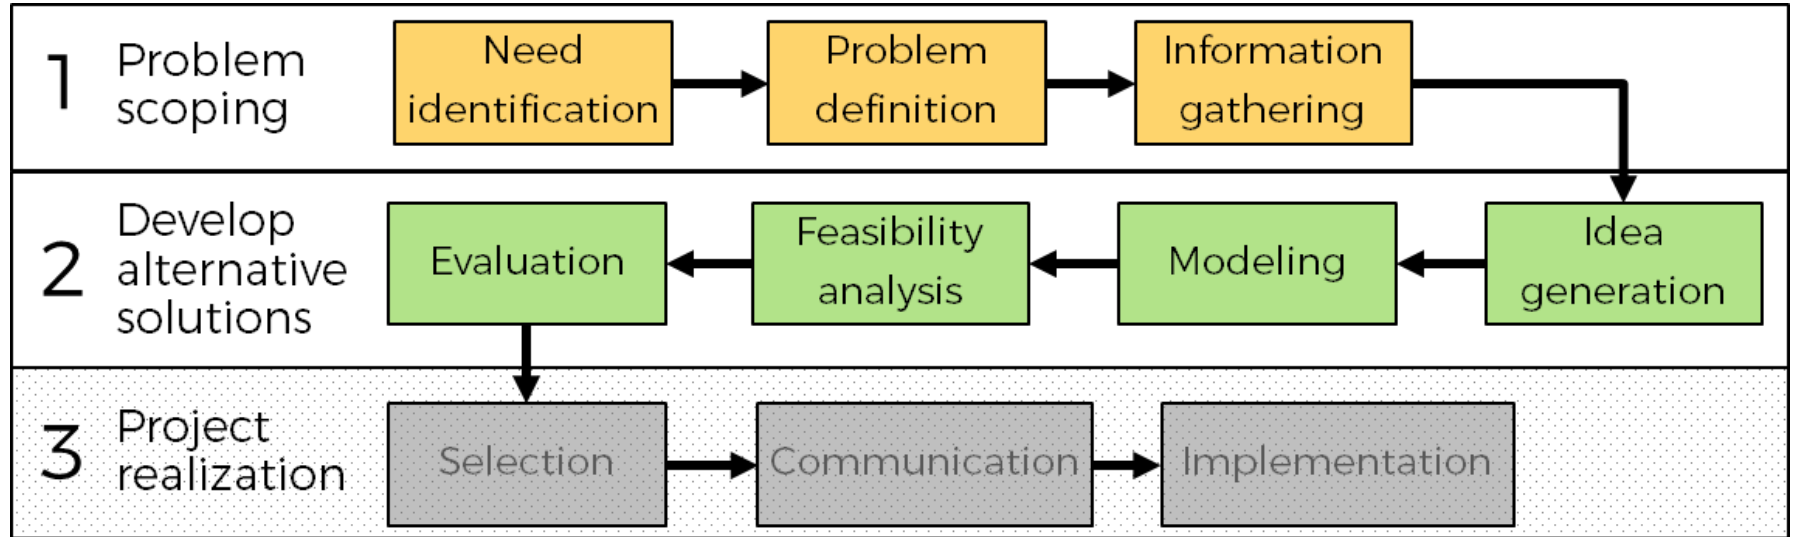 1
Problem
scoping
Need
identification
Problem
definition
Information
gathering
2
Develop
alternative
solutions
Evaluation
Feasibility
analysis
Modeling
Idea
generation
3
Project
realization
Selection
Communication
Implementation